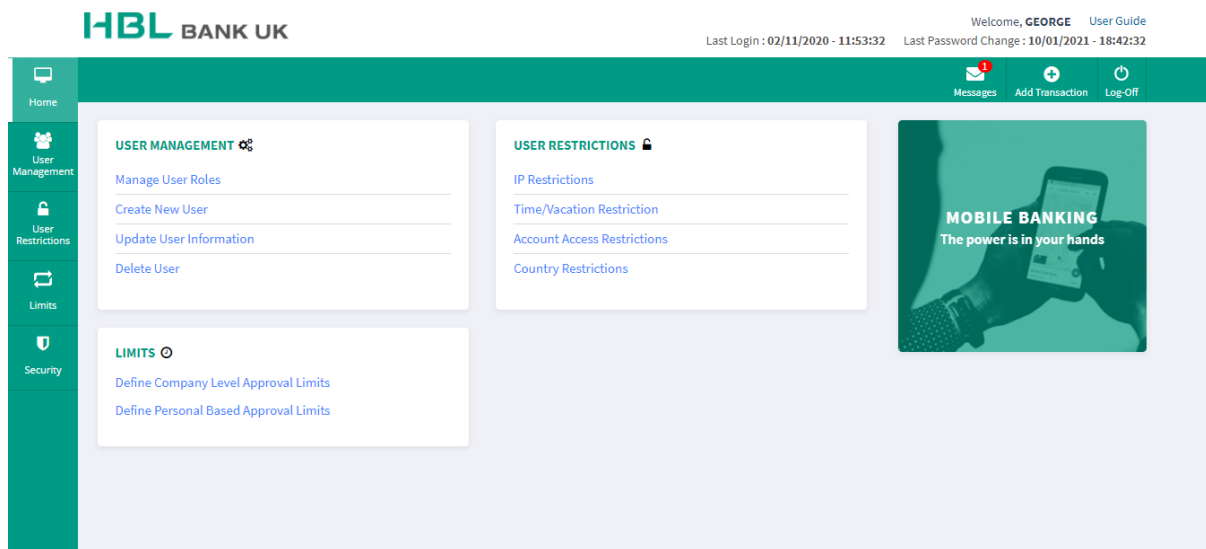 HBL BANK UK
Welcome, GEORGE User Guide
Last Login : 02/11/2020 - 11:53:32 Last Password Change : 10/01/2021 - 18:42:32
1
Messages
Add Transaction
Log-Off
Home
User
Management
User
Restrictions
Limits
Security
USER MANAGEMENT
Manage User Roles
Create New User
Update User Information
Delete User
USER RESTRICTIONS
IP Restrictions
Time/Vacation Restriction
Account Access Restrictions
Country Restrictions
MOBILE BANKING
The power is in your hands
LIMITS
Define Company Level Approval Limits
Define Personal Based Approval Limits